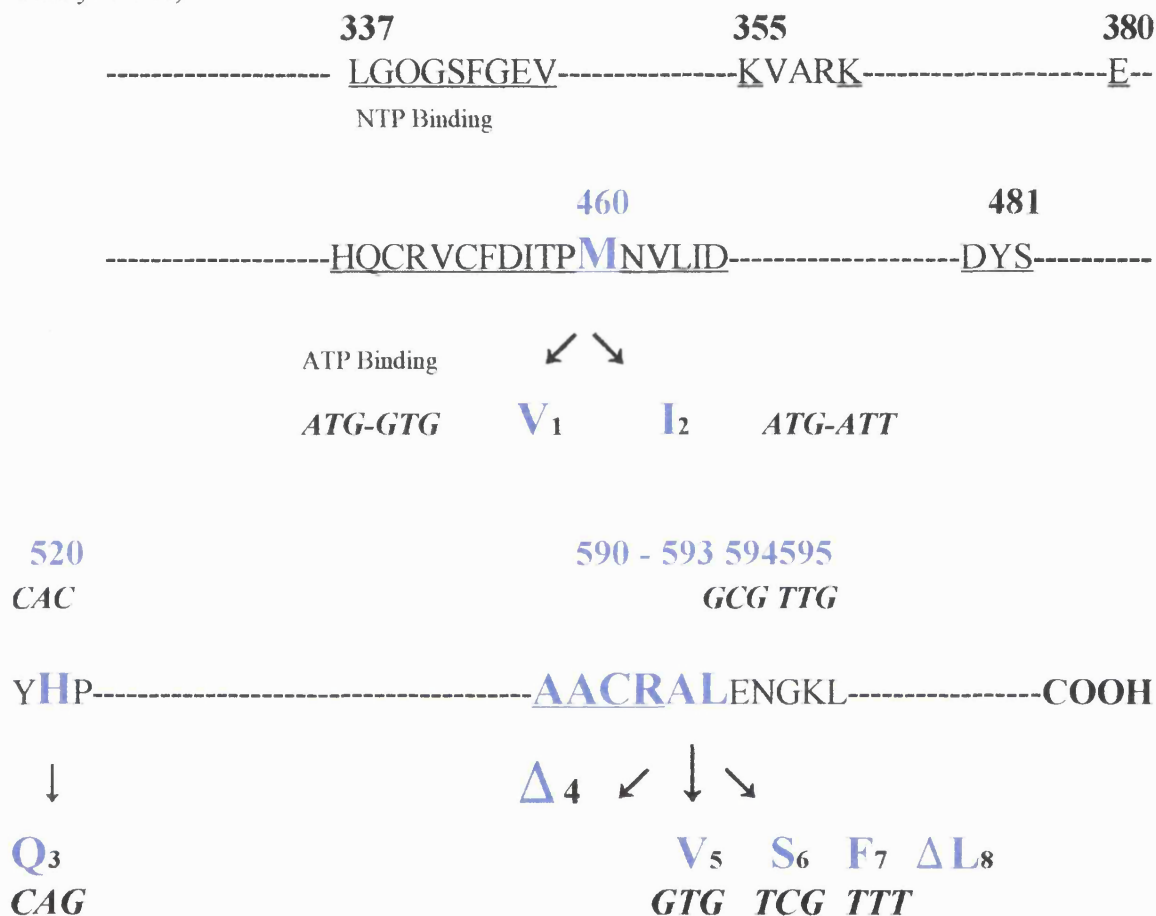 337 355 380
--------------------- LGOGSFGEV----------------KVARK----------------------E--
NTP Binding
460 481
---------------------HQCRVCFDITPMNVLID---------------------DYS-----------
ATP Binding ↙ ↘
ATG-GTG V1 I2 ATG-ATT
520 590 - 593 594595
CAC GCG TTG
YHP------------------------------------------AACRALENGKL------------------COOH
↓ Δ4 ↙ ↓ ↘
Q3 V5 S6 F7 ΔL8
CAG GTG TCG TTT